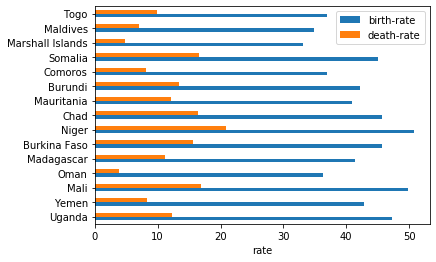 Togo
Maldives
Marshall Islands
Somalia
Comoros
Burundi
Mauritania
Chad
Niger
Burkina Faso
Madagascar
Oman
Mali
Yemen
Uganda
birth-rate
death-rate
0 10 20 30 40 50
rate